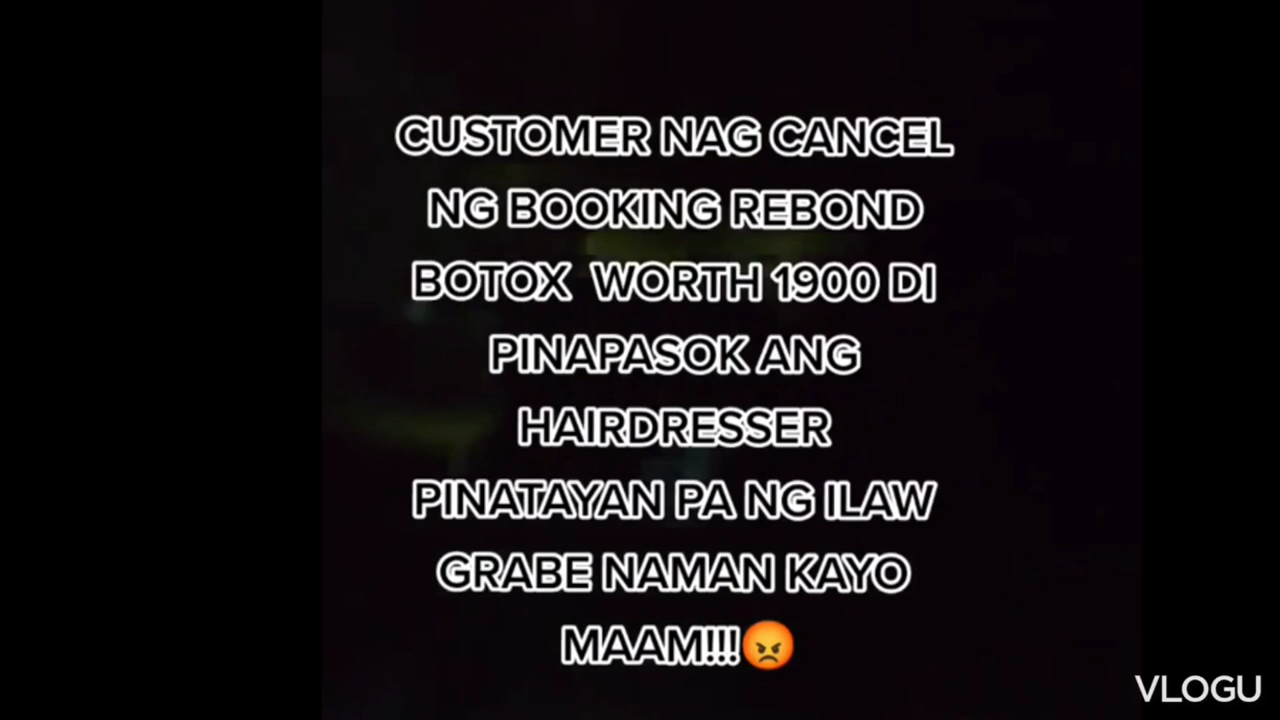 CUSTOMER NAG CANCEL
NG BOOKING REBOND
BOTOX WORTH 1900 DI
PINAPASOK ANG
HAIRDRESSER
PINATAYAN PA NG ILAW
GRABE NAMAN KAYO
MAAM!!!😡
VLOGU